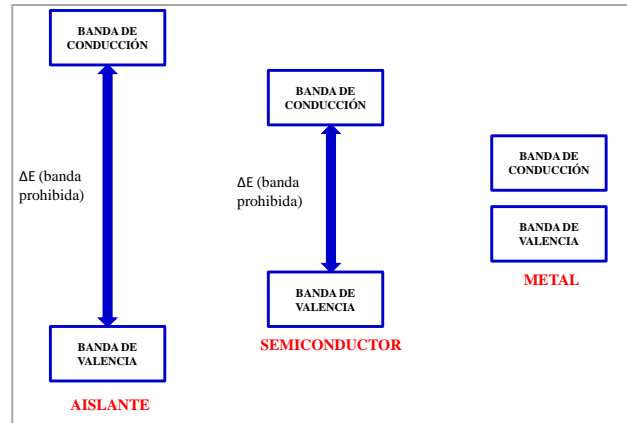 BANDA DE
CONDUCCIÓN
ΔE (banda
prohibida)
BANDA DE
VALENCIA
AISLANTE
BANDA DE
CONDUCCIÓN
ΔE (banda
prohibida)
BANDA DE
VALENCIA
SEMICONDUCTOR
BANDA DE
CONDUCCIÓN
BANDA DE
VALENCIA
METAL